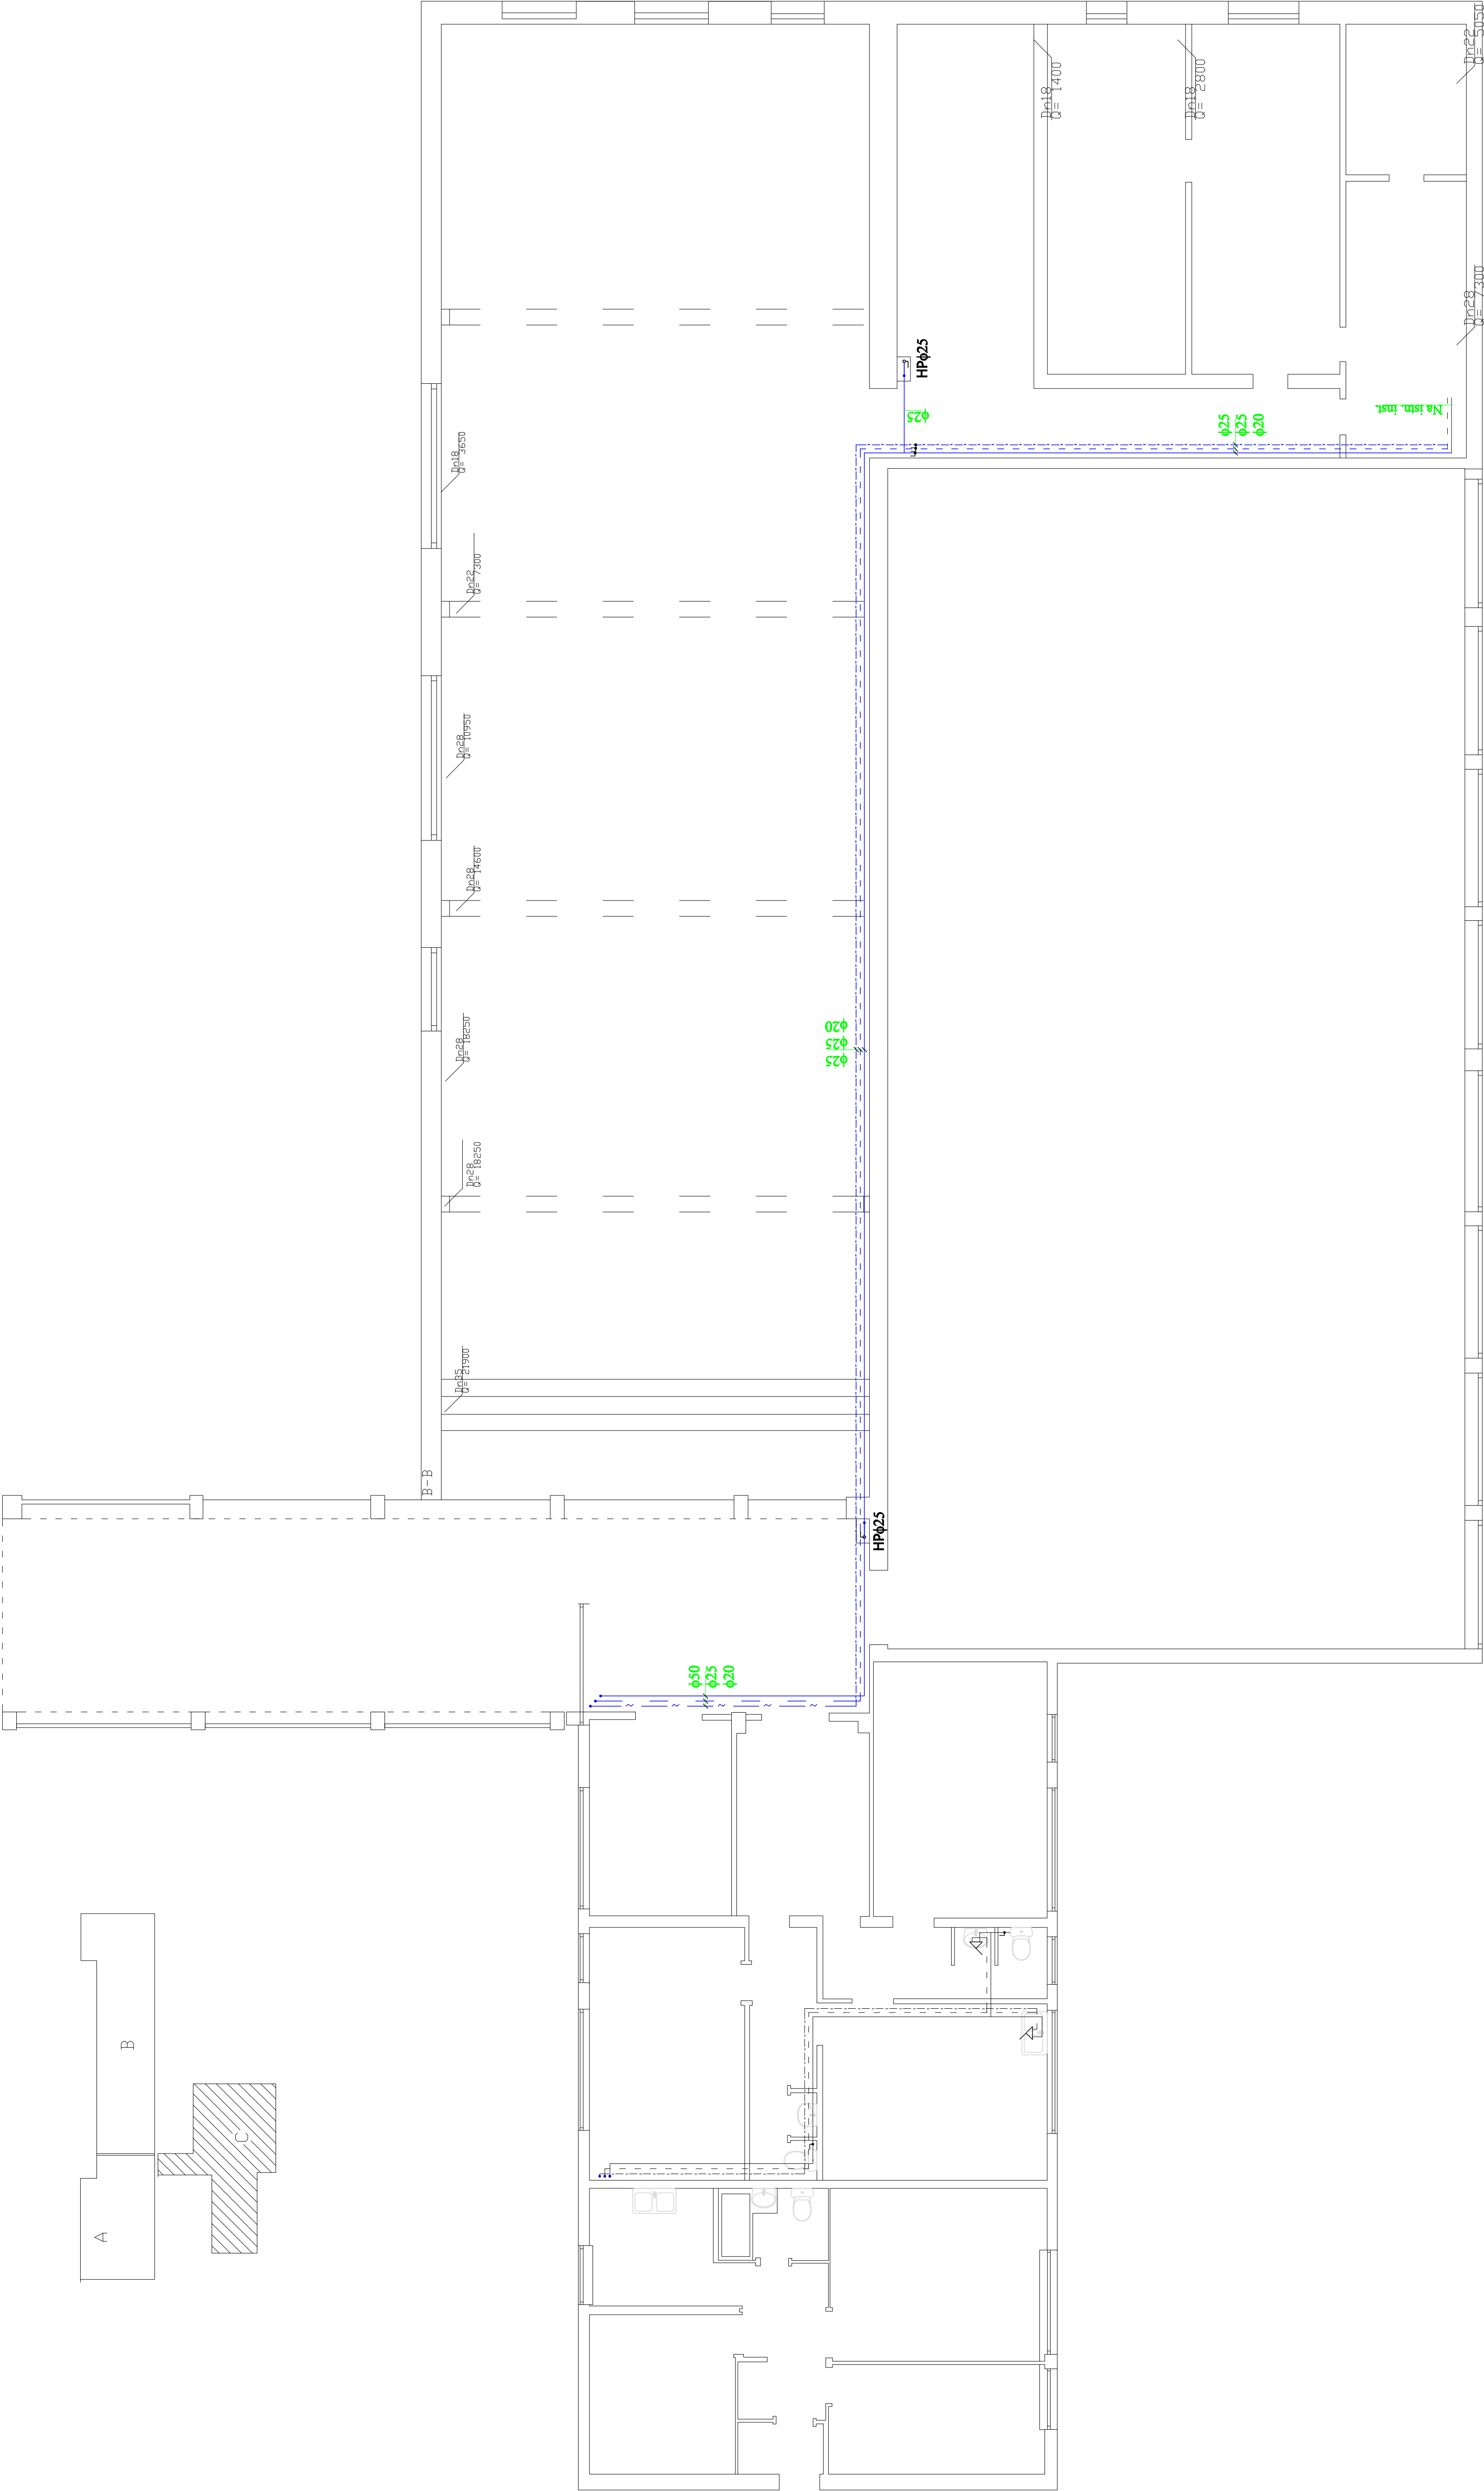 Dn22
Q= 5050
Dn18
Q= 1400
Dn18
Q= 2800
Dn28
Q= 7300
HPϕ25
ϕ25
ϕ25
ϕ25
ϕ20
Na istn. inst.
Dn18
Q= 3650
Dn22
Q= 7300
Dn28
Q= 10950
Dn28
Q= 14600
Dn28
Q= 18250
ϕ20
ϕ25
ϕ25
Dn28
Q= 18250
Dn35
Q= 21900
B-B
HPϕ25
ϕ50
ϕ25
ϕ20
B
C
A